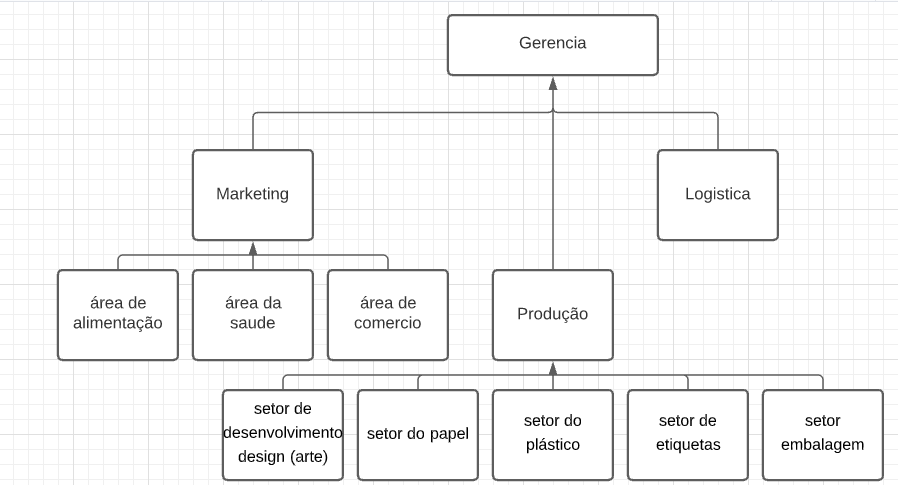 Gerencia
Marketing
Logistica
área de
alimentação
área da
saude
área de
comercio
Produção
setor de
desenvolvimento
design (arte)
setor do papel
setor do
plástico
setor de
etiquetas
setor
embalagem